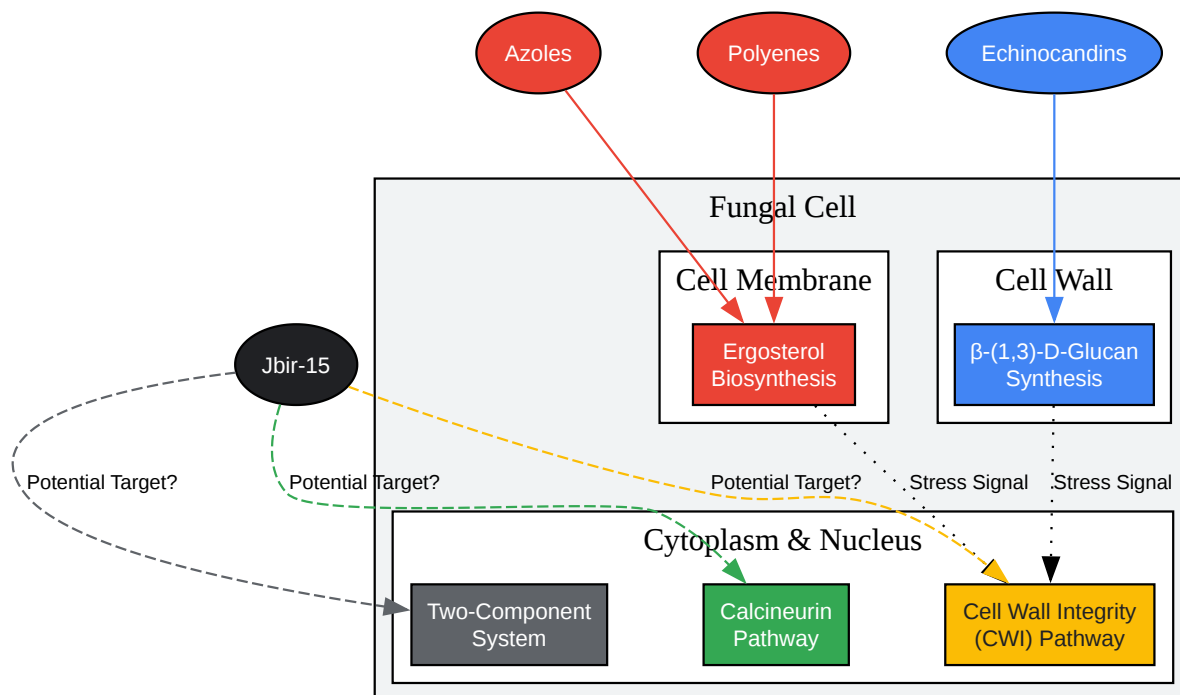 Azoles
Polyenes
Echinocandins
Fungal Cell
Cell Membrane
Cell Wall
Ergosterol
Biosynthesis
β-(1,3)-D-Glucan
Synthesis
Jbir-15
Potential Target?
Potential Target?
Potential Target?
Stress Signal
Stress Signal
Cytoplasm & Nucleus
Two-Component
System
Calcineurin
Pathway
Cell Wall Integrity
(CWI) Pathway